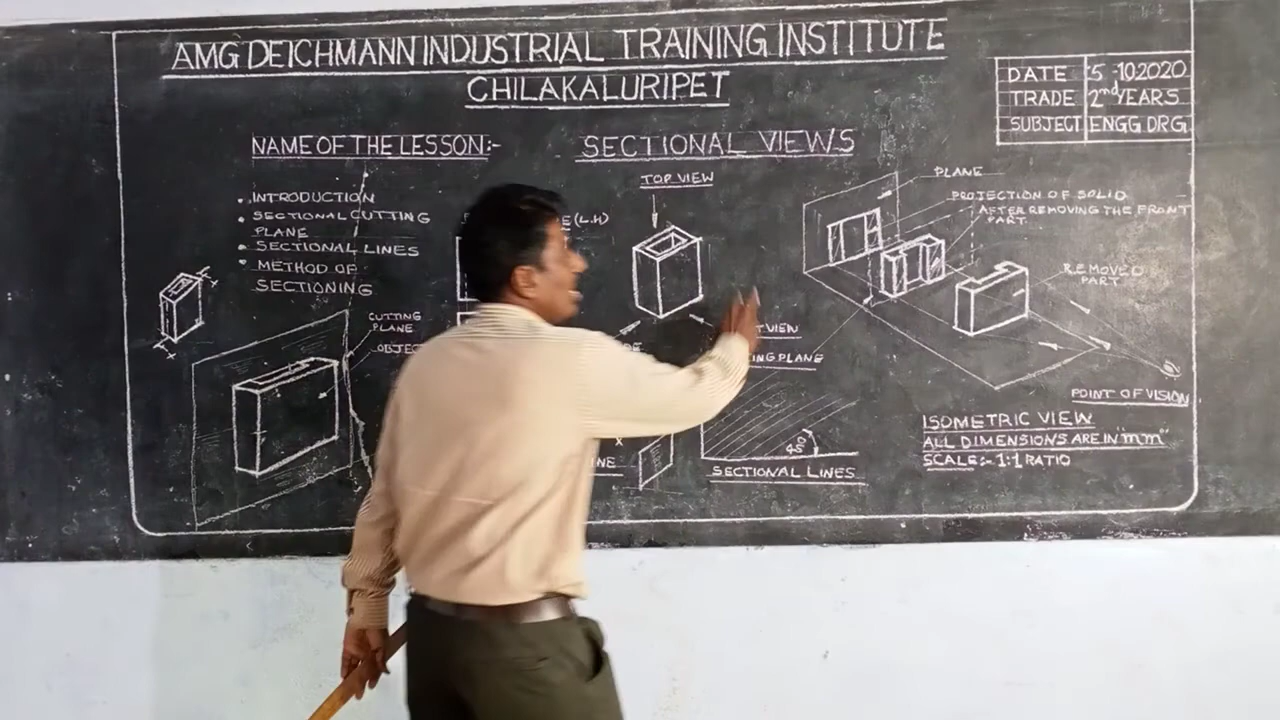 AMG DEICHMANN INDUSTRIAL TRAINING INSTITUTE
CHILAKALURIPET
DATE 5-10 2020
TRADE 2nd YEARS
SUBJECT ENGG DRG
NAME OF THE LESSON:-
SECTIONAL VIEWS
INTRODUCTION
SECTIONAL CUTTING
PLANE
SECTIONAL LINES
METHOD OF
SECTIONING
CUTTING
PLANE
(L.H)
TOP VIEW
VIEW
PLANE
SECTIONAL LINES
PLANE
PROJECTION OF SOLID
AFTER REMOVING THE FRONT
PART
REMOVED
PART
POINT OF VISION
ISOMETRIC VIEW
ALL DIMENSIONS ARE IN "mm"
SCALE:- 1:1 RATIO